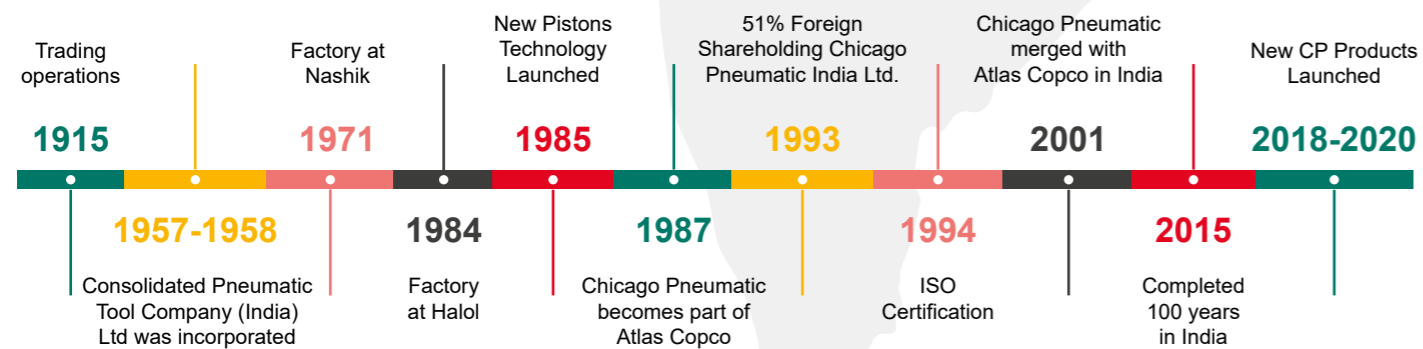 Trading
operations
1915
1957-1958
Consolidated Pneumatic
Tool Company (India)
Ltd was incorporated
Factory at
Nashik
1971
1984
Factory
at Halol
New Pistons
Technology
Launched
1985
1987
Chicago Pneumatic
becomes part of
Atlas Copco
51% Foreign
Shareholding Chicago
Pneumatic India Ltd.
1993
1994
ISO
Certification
Chicago Pneumatic
merged with
Atlas Copco in India
2001
2015
Completed
100 years
in India
New CP Products
Launched
2018-2020